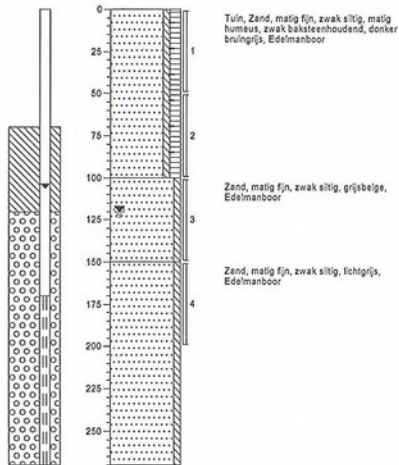 0
Tuin, Zand, matig fijn, zwak siltig, matig
humeus, zwak baksteenhoudend, donker
bruingrijs, Edelmanboor
25
1
50
75
2
100
Zand, matig fijn, zwak siltig, grijsbeige,
Edelmanboor
125
3
150
Zand, matig fijn, zwak siltig, lichtgrijs,
Edelmanboor
175
4
200
225
250